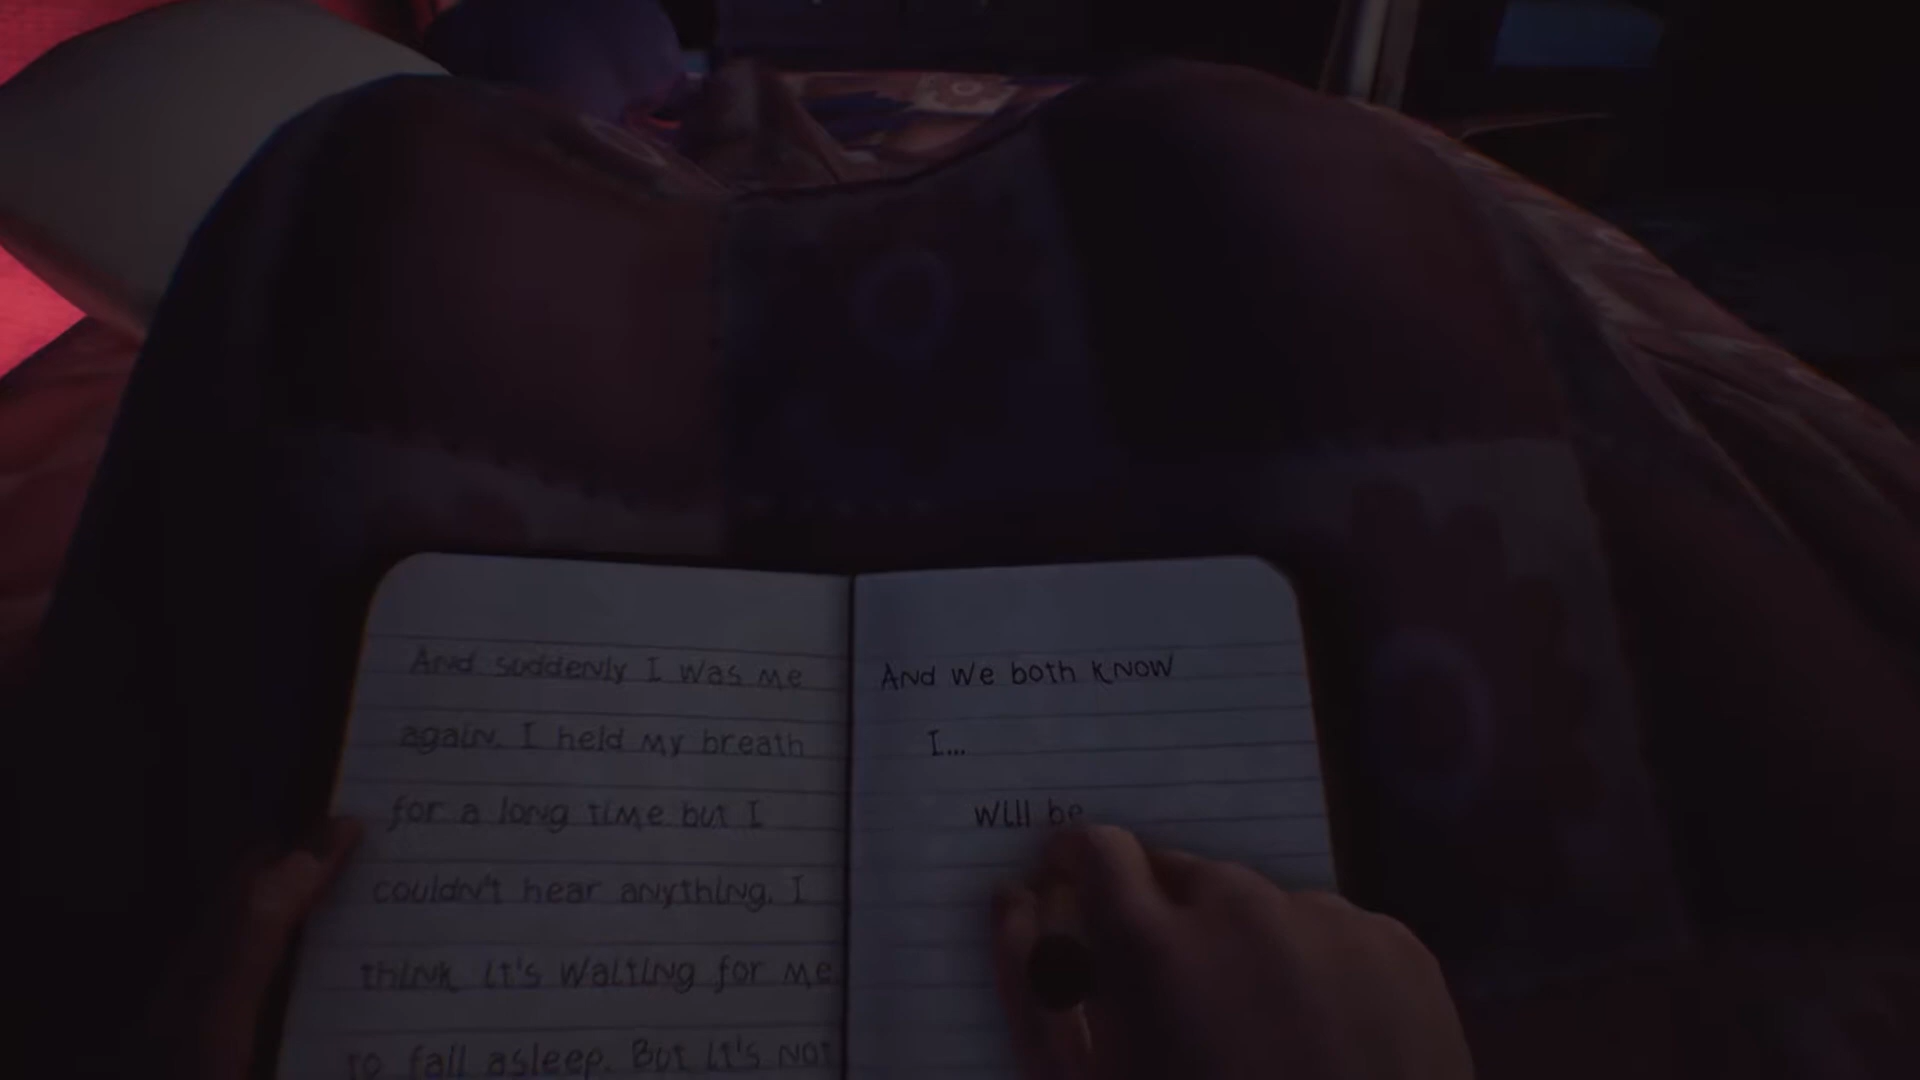 And suddenly I was me
again. I held my breath
for a long time but I
couldn't hear anything. I
think it's waiting for me
to fall asleep. But it's not
And we both know
I...
will be